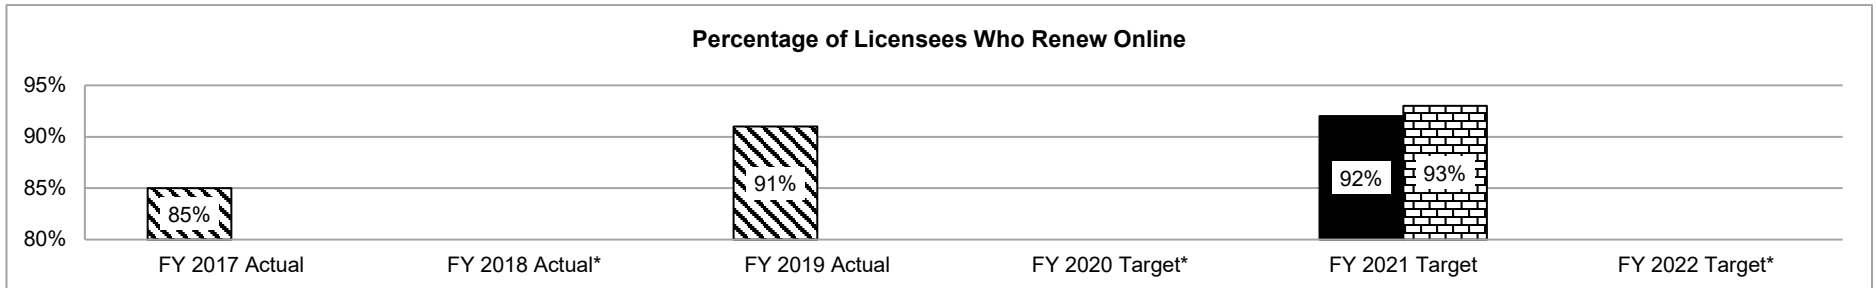 Percentage of Licensees Who Renew Online
95%
90%
85%
80%
85%
91%
92%
93%
FY 2017 Actual
FY 2018 Actual*
FY 2019 Actual
FY 2020 Target*
FY 2021 Target
FY 2022 Target*